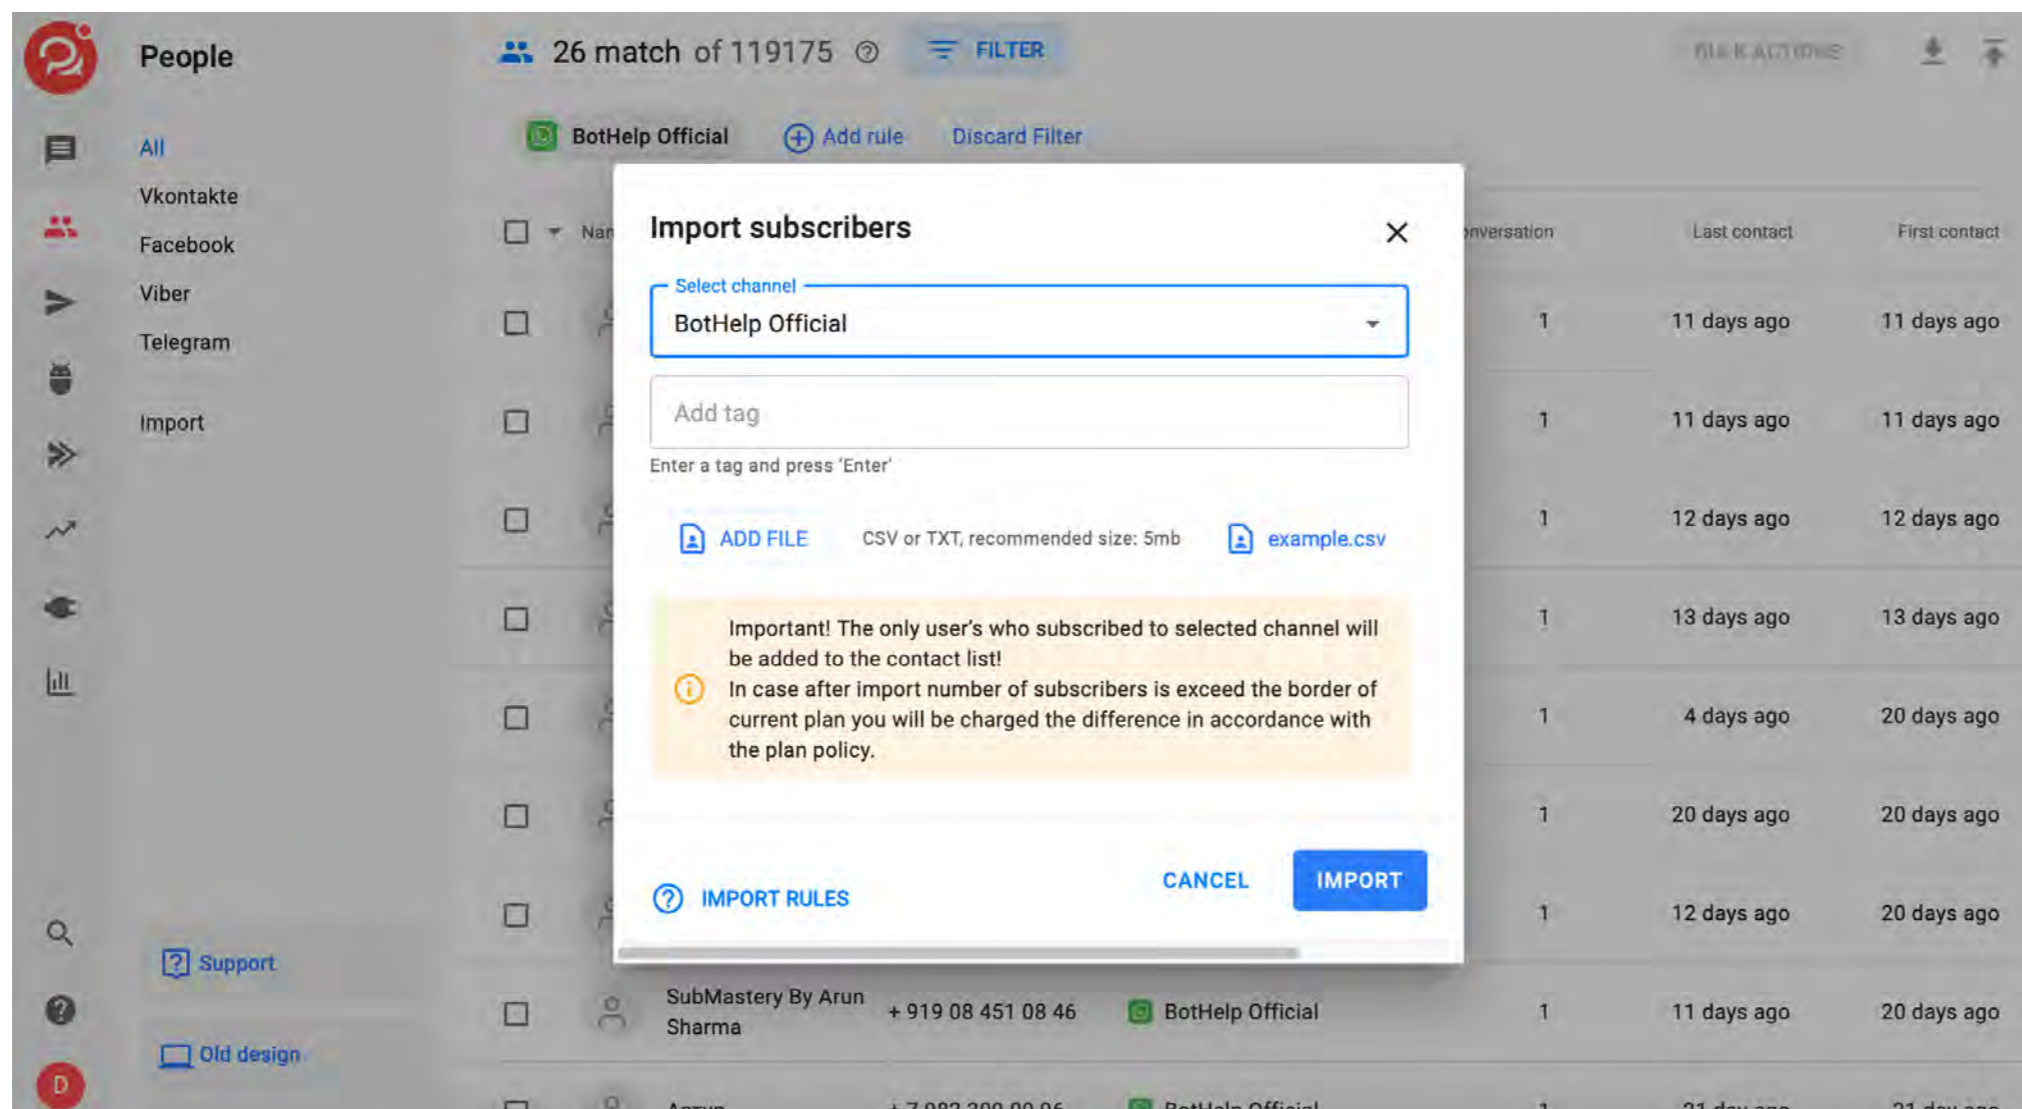 People
All
Vkontakte
Facebook
Viber
Telegram
Import
Support
Old design
D
26 match of 119175
FILTER
BULK ACTIONS
BotHelp Official
Add rule
Discard Filter
Last contact
First contact
Import subscribers
Select channel
BotHelp Official
Add tag
Enter a tag and press 'Enter'
ADD FILE
CSV or TXT, recommended size: 5mb
example.csv
Important! The only user's who subscribed to selected channel will
be added to the contact list!
In case after import number of subscribers is exceed the border of
current plan you will be charged the difference in accordance with
the plan policy.
IMPORT RULES
CANCEL
IMPORT
1 11 days ago 11 days ago
1 11 days ago 11 days ago
1 12 days ago 12 days ago
1 13 days ago 13 days ago
1 4 days ago 20 days ago
1 20 days ago 20 days ago
1 12 days ago 20 days ago
SubMastery By Arun
Sharma
+ 919 08 451 08 46
BotHelp Official
1 11 days ago 20 days ago